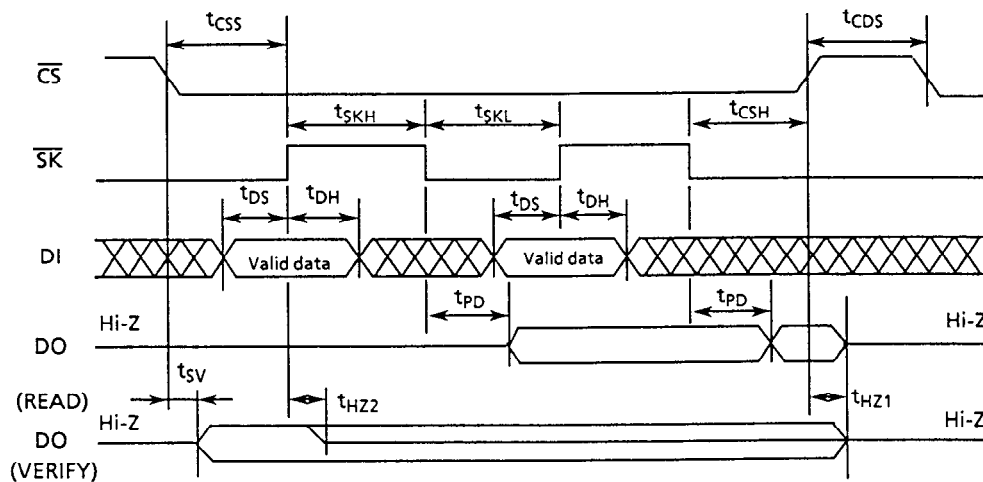 tCSS
tCDS
CS
tSKH
tSKL
tCSH
SK
tDS
tDH
tDS
tDH
DI
Valid data
Valid data
tPD
tPD
Hi-Z
Hi-Z
DO
tSV
(READ)
tHZ2
tHZ1
Hi-Z
Hi-Z
DO
(VERIFY)